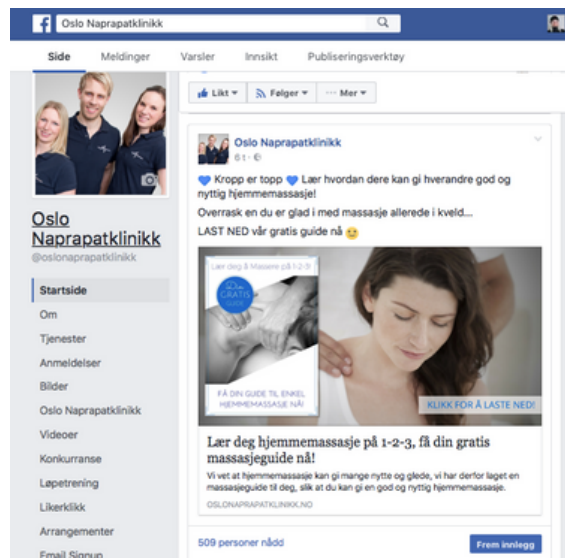 Oslo Naprapatklinikk
Side Meldinger Varsler Innsikt Publiseringsverktøy
Likt Følger Mer
Oslo Naprapatklinikk
6 t
Kropp er topp Lær hvordan dere kan gi hverandre god og
nyttig hjemmemassasje!
Overrask en du er glad i med massasje allerede i kveld...
LAST NED vår gratis guide nå
Oslo
Naprapatklinikk
@oslonaprapatklinikk
Startside
Om
Tjenester
Anmeldelser
Bilder
Oslo Naprapatklinikk
Videoer
Konkurranse
Løpetrening
Likerklikk
Arrangementer
Email Signup
Lær deg å Massere på 1-2-3!
Din
GRATIS
GUIDE
FÅ DIN GUIDE TIL ENKEL
HJEMMEMASSASJE NÅ!
KLIKK FOR Å LASTE NED!
Lær deg hjemmemassasje på 1-2-3, få din gratis
massasjeguide nå!
Vi vet at hjemmemassasje kan gi mange nytte og glede, vi har derfor laget en
massasjeguide til deg, slik at du kan gi en god og nyttig hjemmemassasje.
OSLONAPRAPATKLINIKK.NO
509 personer nådd
Frem innlegg